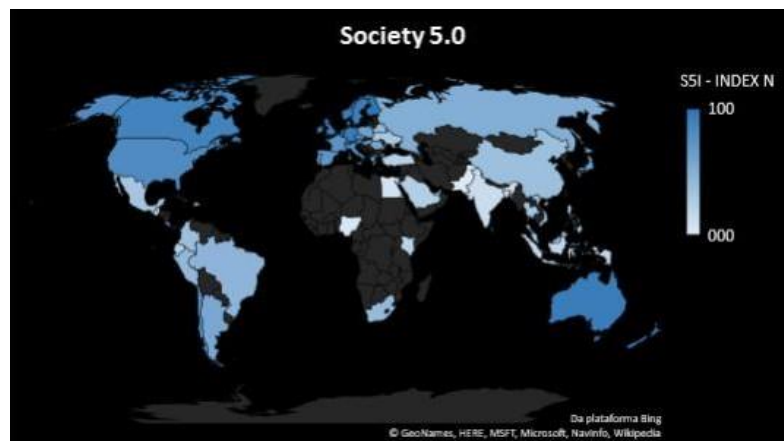 Society 5.0
S5I - INDEX N
100
000
Da plataforma Bing
© GeoNames, HERE, MSFT, Microsoft, NavInfo, Wikipedia